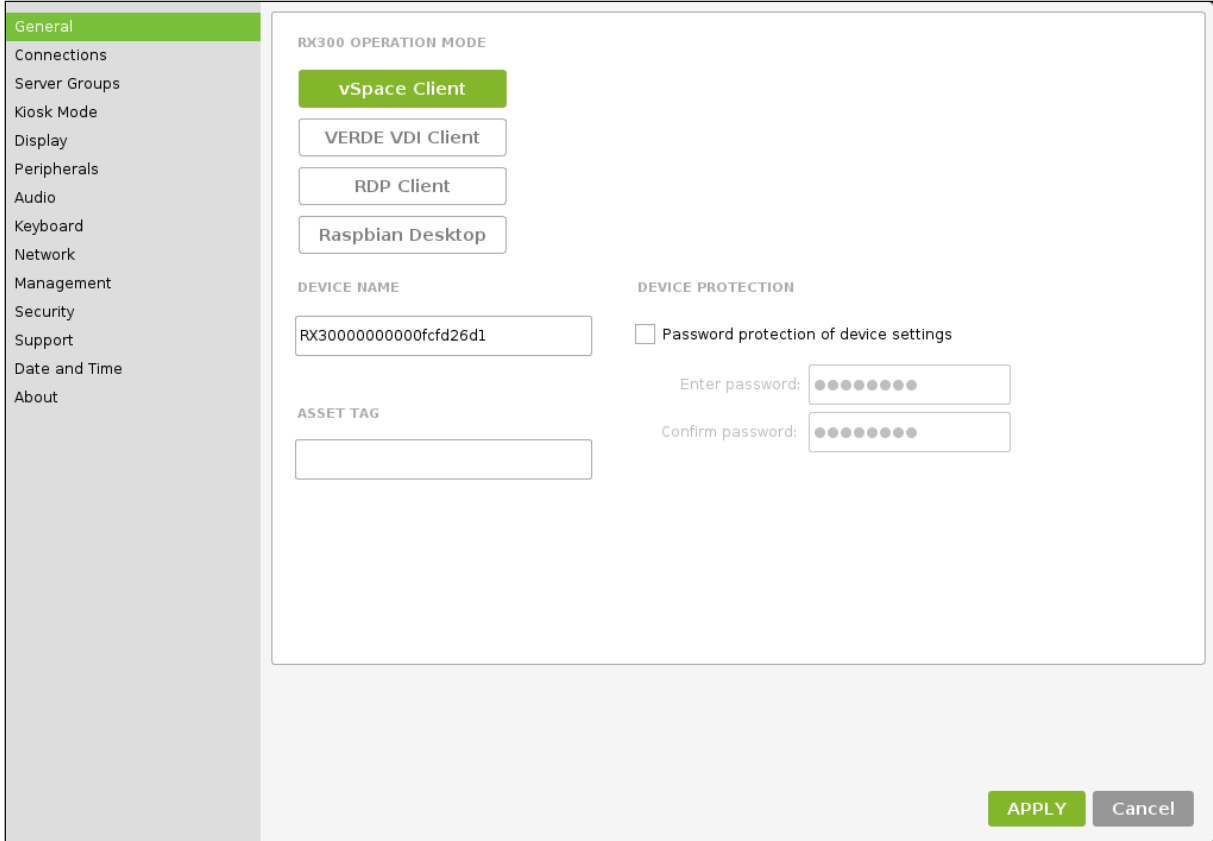 General
Connections
Server Groups
Kiosk Mode
Display
Peripherals
Audio
Keyboard
Network
Management
Security
Support
Date and Time
About
RX300 OPERATION MODE
vSpace Client
VERDE VDI Client
RDP Client
Raspbian Desktop
DEVICE NAME
RX30000000000fcfd26d1
ASSET TAG
DEVICE PROTECTION
Password protection of device settings
Enter password: ●●●●●●●●
Confirm password: ●●●●●●●●
APPLY Cancel